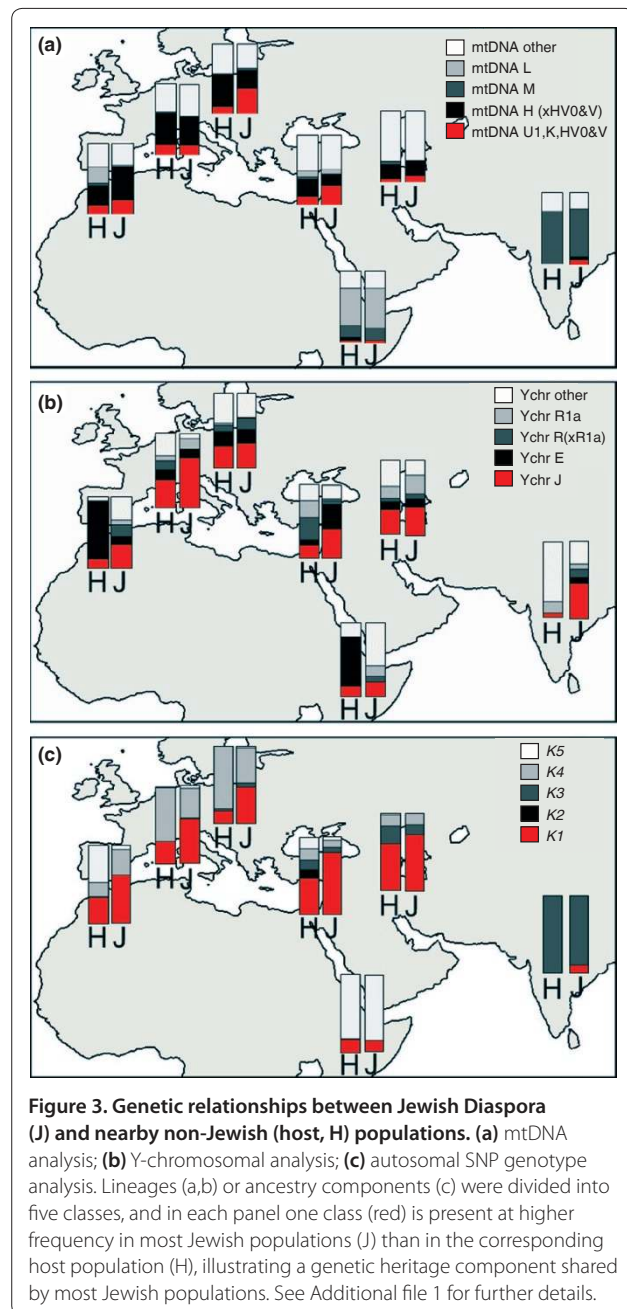 (a)
mtDNA other
mtDNA L
mtDNA M
mtDNA H (xHV0&V)
mtDNA U1,K,HV0&V
H J
H J
H J
H J
H J
H J
H J
(b)
Ychr other
Ychr R1a
Ychr R(xR1a)
Ychr E
Ychr J
H J
H J
H J
H J
H J
H J
H J
(c)
K5
K4
K3
K2
K1
H J
H J
H J
H J
H J
H J
H J
Figure 3. Genetic relationships between Jewish Diaspora
(J) and nearby non-Jewish (host, H) populations. (a) mtDNA
analysis; (b) Y-chromosomal analysis; (c) autosomal SNP genotype
analysis. Lineages (a,b) or ancestry components (c) were divided into
five classes, and in each panel one class (red) is present at higher
frequency in most Jewish populations (J) than in the corresponding
host population (H), illustrating a genetic heritage component shared
by most Jewish populations. See Additional file 1 for further details.